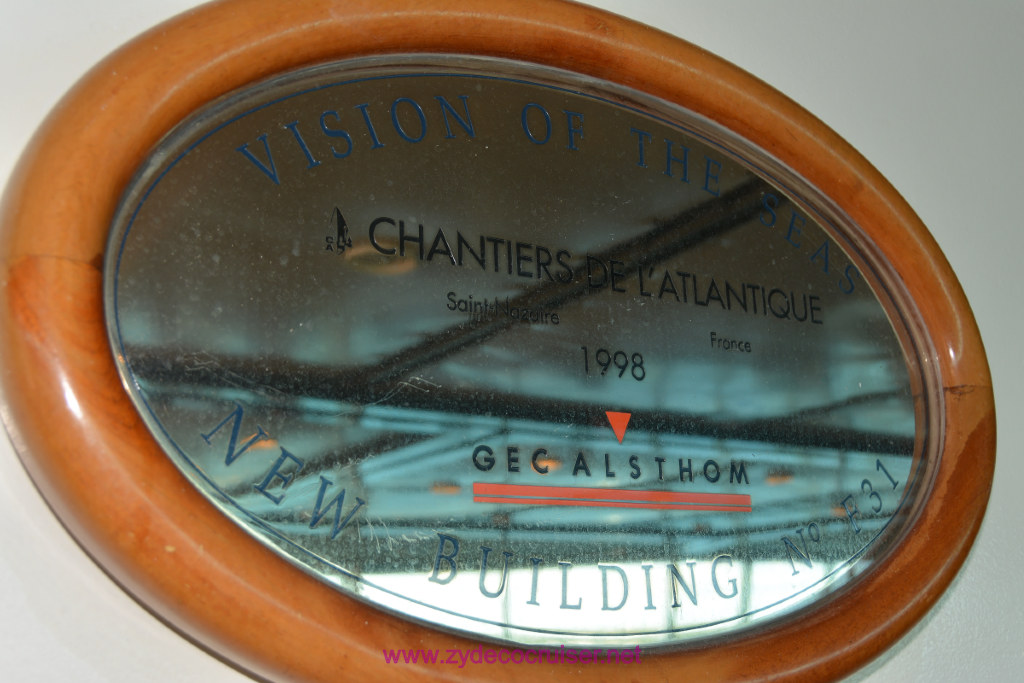 VISION OF THE SEAS
CHANTIERS DE L'ATLANTIQUE
Saint-Nazaire
France
1998
GEC ALSTHOM
NEW BUILDING Nº F31
www.zydecocruiser.net